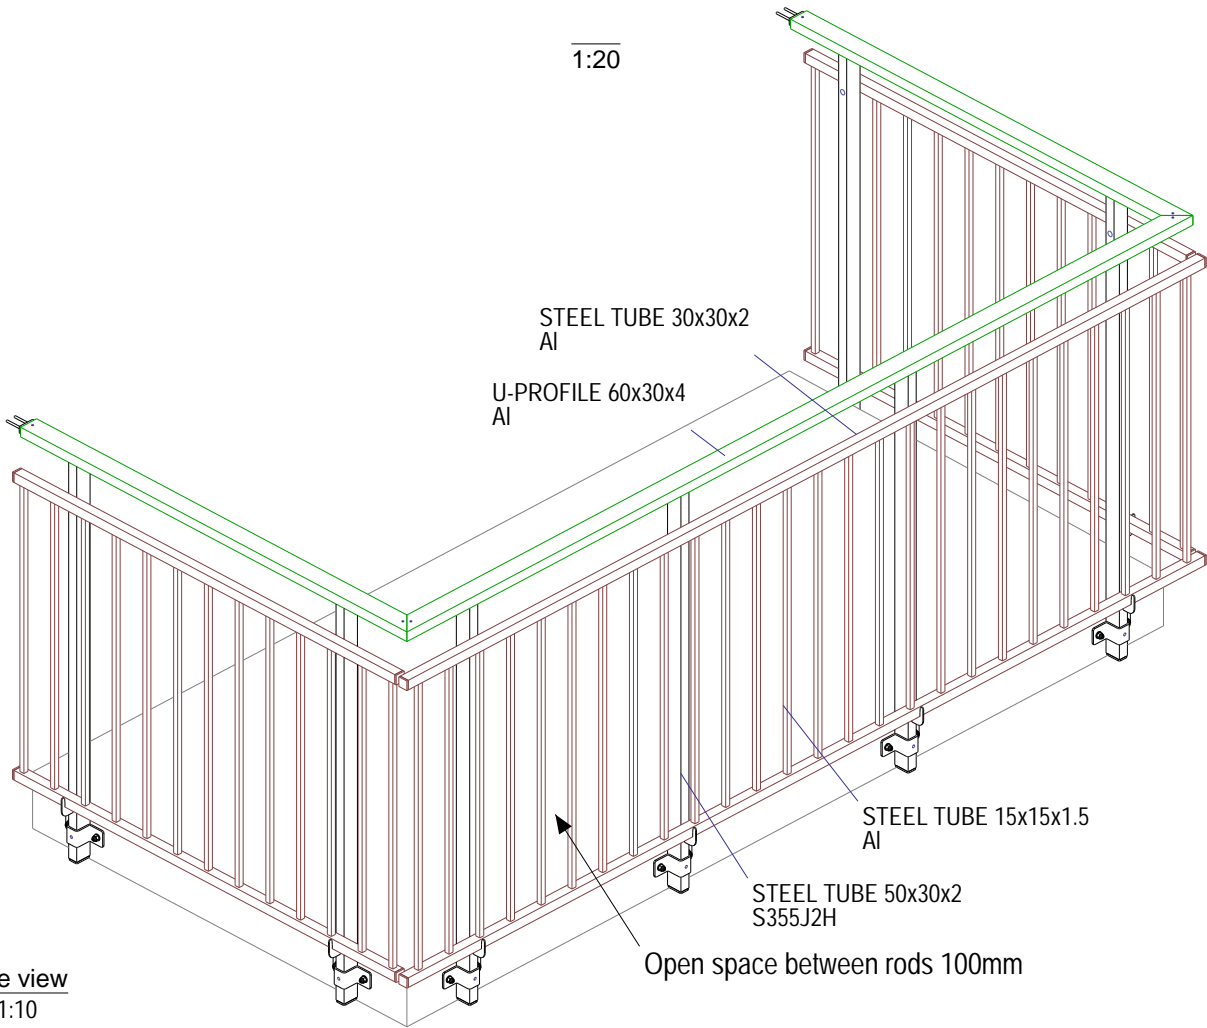 1:20
STEEL TUBE 30x30x2
Al
U-PROFILE 60x30x4
Al
STEEL TUBE 15x15x1.5
Al
STEEL TUBE 50x30x2
S355J2H
Open space between rods 100mm
e view
1:10